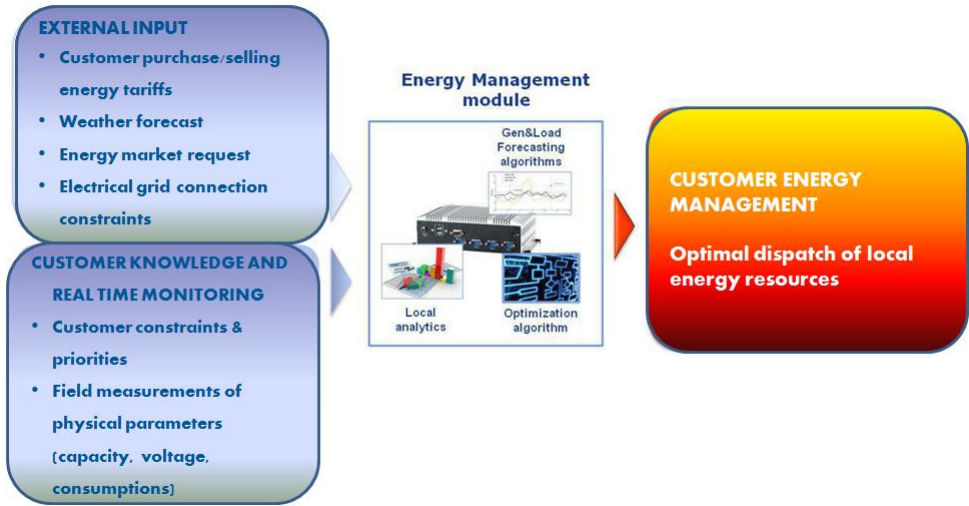 EXTERNAL INPUT
• Customer purchase/selling
energy tariffs
• Weather forecast
• Energy market request
• Electrical grid connection
constraints
CUSTOMER KNOWLEDGE AND
REAL TIME MONITORING
• Customer constraints &
priorities
• Field measurements of
physical parameters
(capacity, voltage,
consumptions)
Energy Management
module
Gen&Load
Forecasting
algorithms
Local
analytics
Optimization
algorithm
CUSTOMER ENERGY
MANAGEMENT
Optimal dispatch of local
energy resources